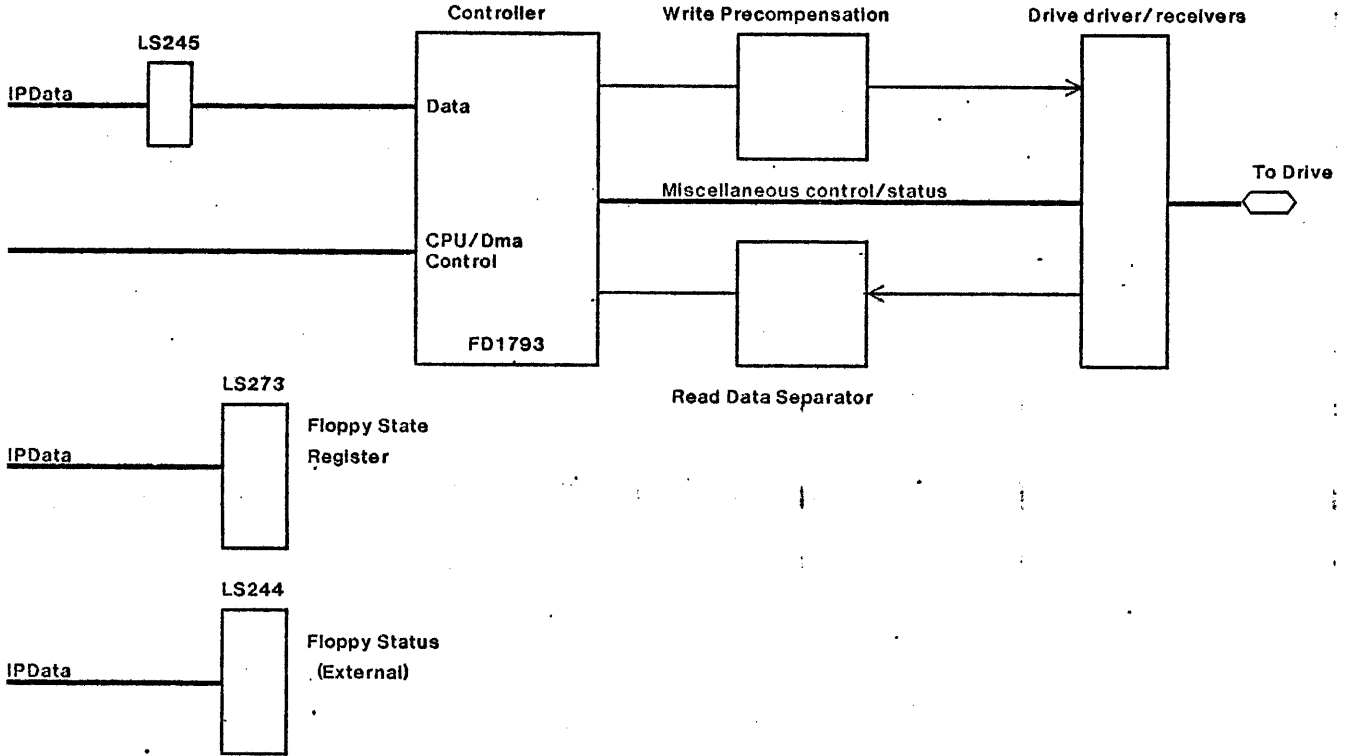 Controller
Write Precompensation
Drive driver/receivers
LS245
IPData
Data
To Drive
Miscellaneous control/status
CPU/Dma
Control
FD1793
Read Data Separator
LS273
Floppy State
Register
IPData
LS244
Floppy Status
(External)
IPData